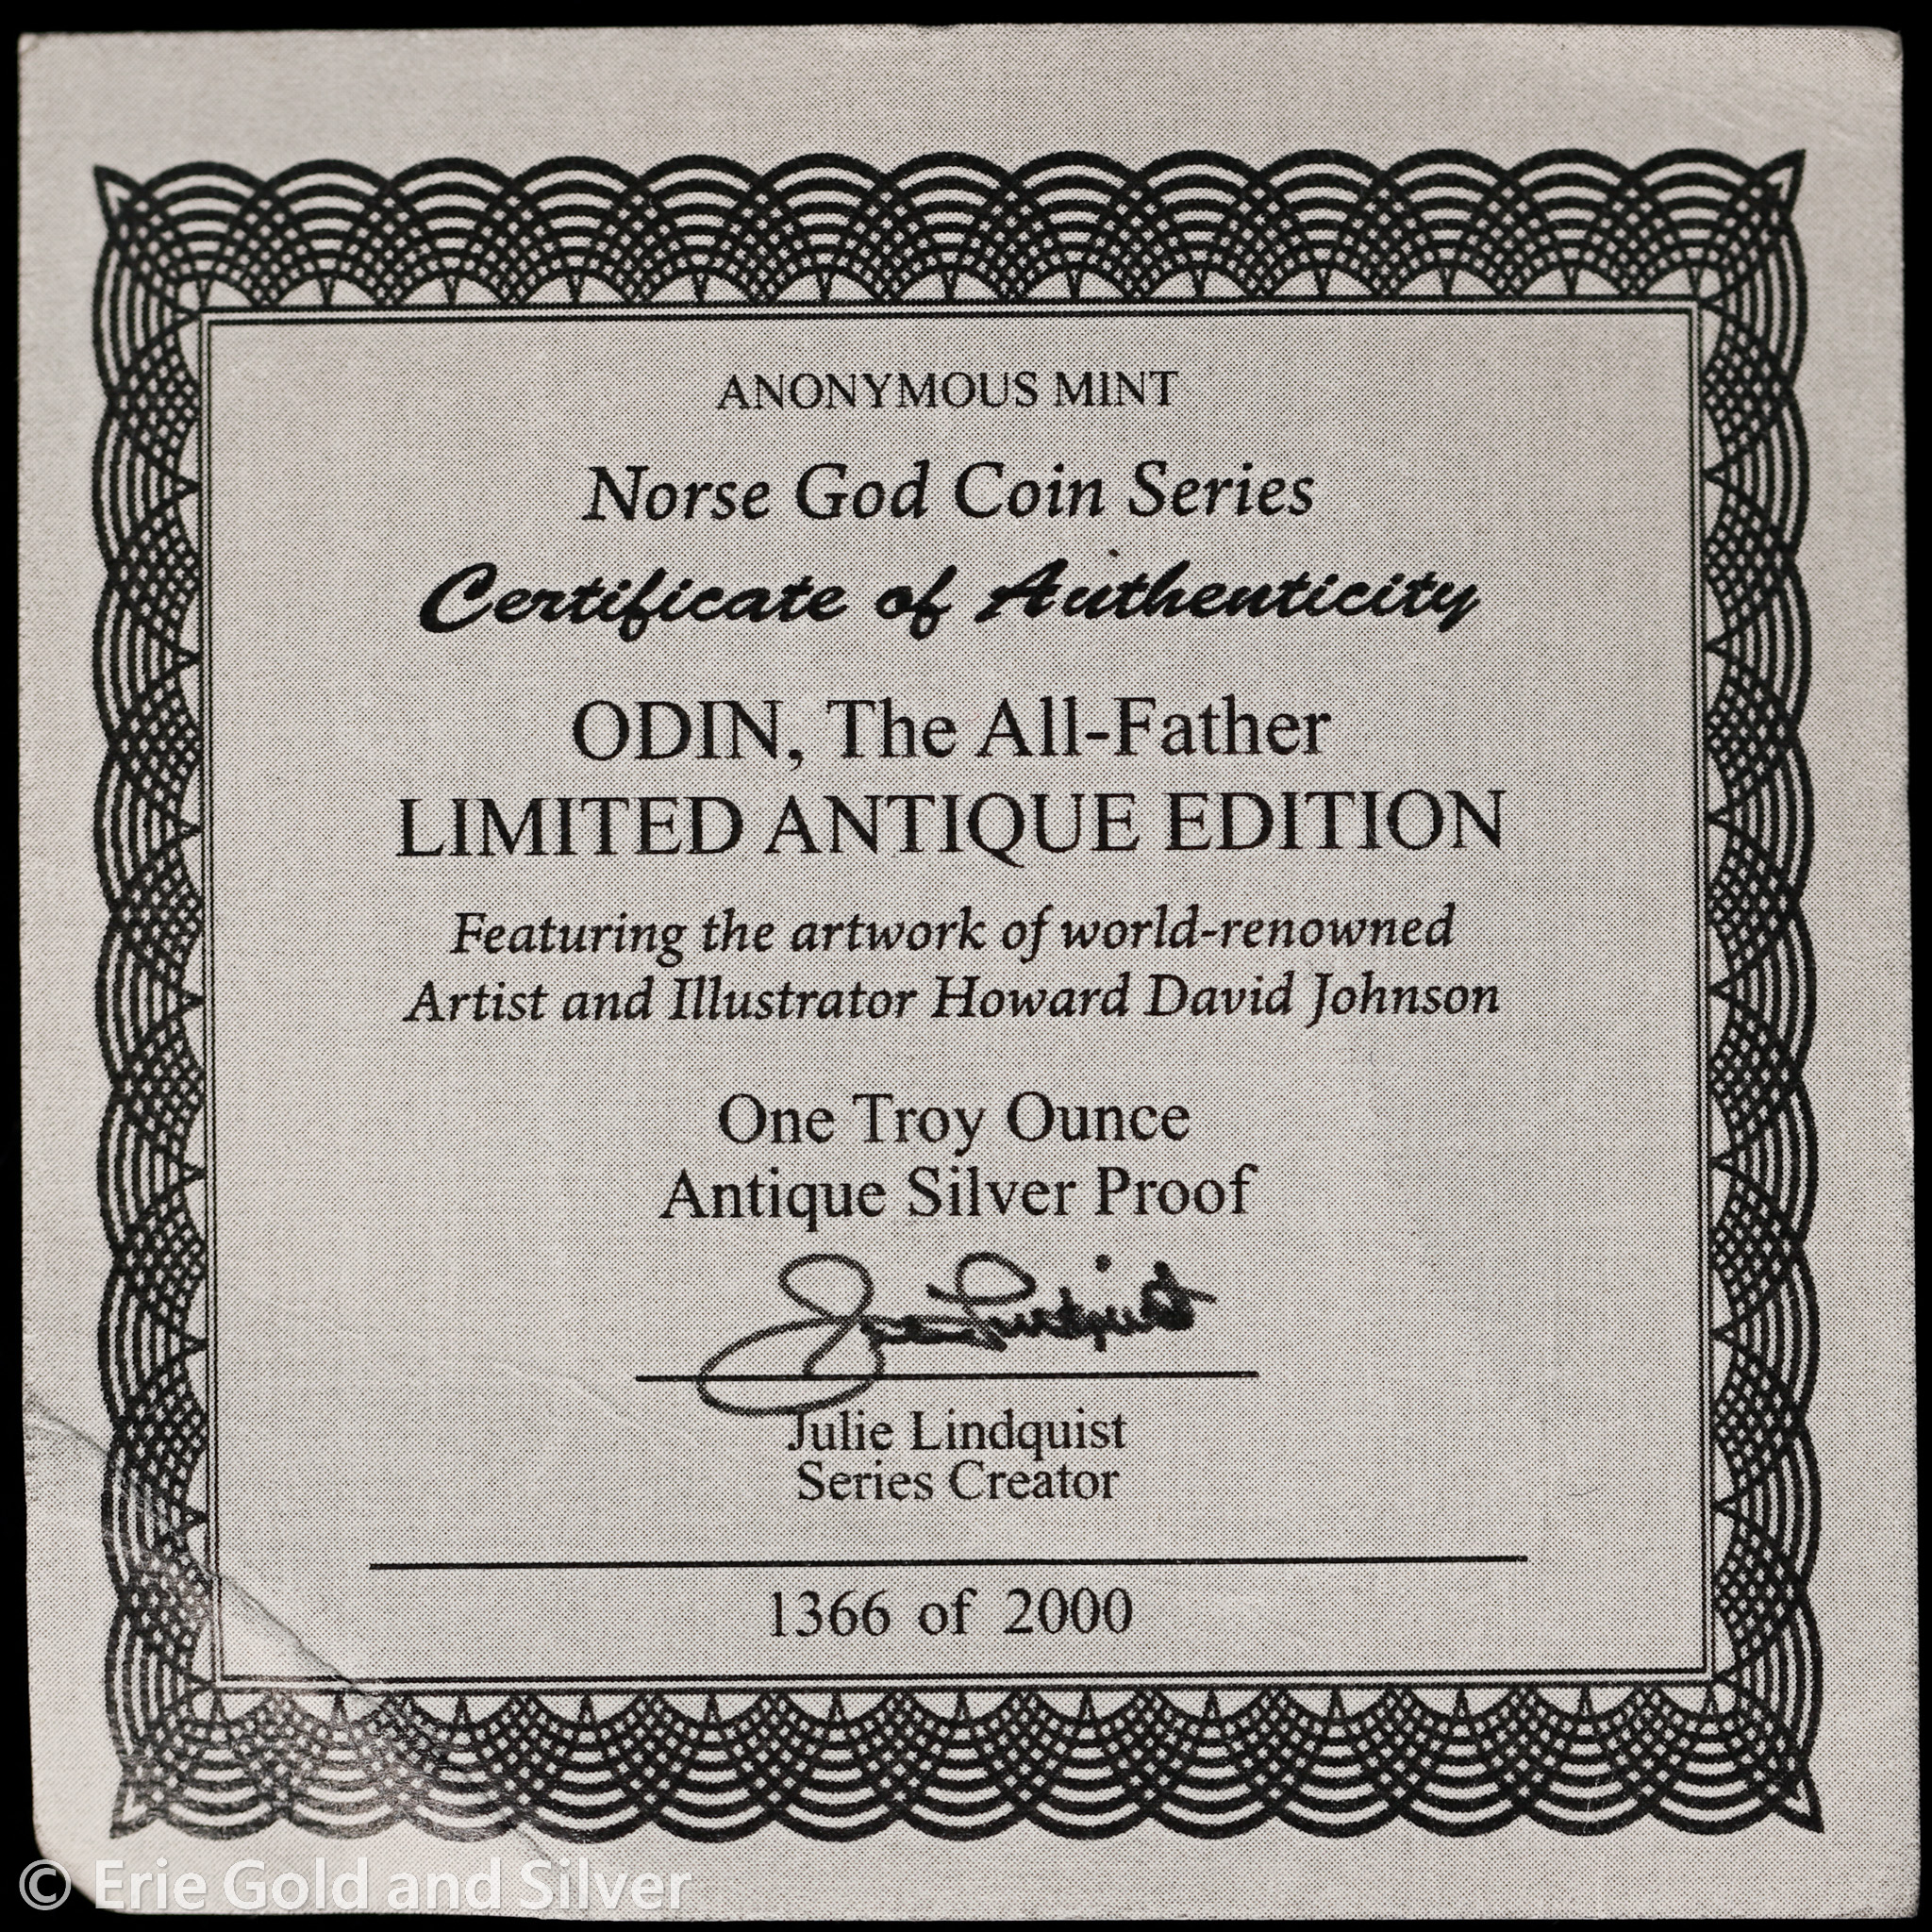 ANONYMOUS MINT
Norse God Coin Series
Certificate of Authenticity
ODIN, The All-Father
LIMITED ANTIQUE EDITION
Featuring the artwork of world-renowned
Artist and Illustrator Howard David Johnson
One Troy Ounce
Antique Silver Proof
Julie Lindquist
Julie Lindquist
Series Creator
1366 of 2000
© Erie Gold and Silver